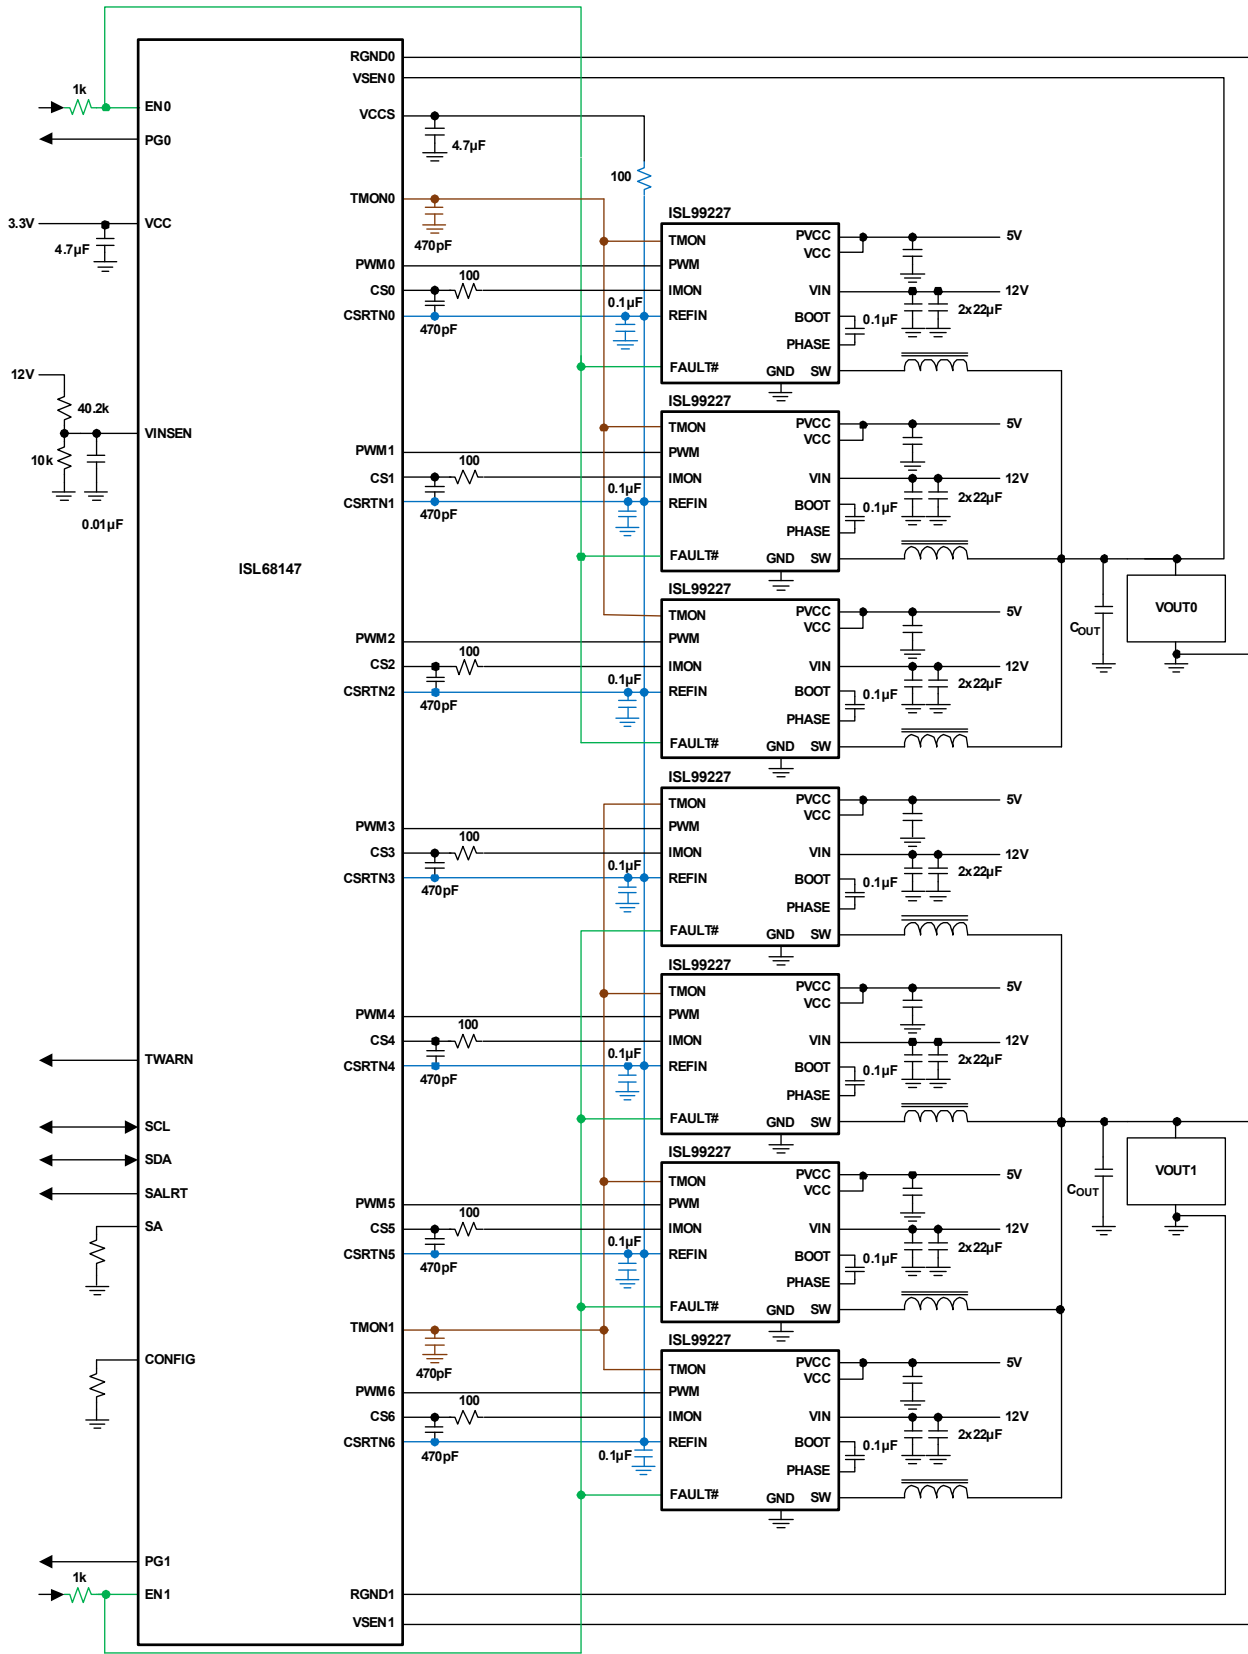 RGND0
VSEN0
1k
EN0
VCCS
PG0
4.7µF
100
TMON0
3.3V
VCC
470pF
4.7µF
ISL99227
TMON
PVCC
5V
VCC
PWM0
PWM
100
CS0
IMON
VIN
12V
0.1µF
2x22µF
CSRTN0
470pF
REFIN
BOOT
0.1µF
PHASE
FAULT#
GND
SW
12V
40.2k
VINSEN
10k
0.01µF
ISL99227
TMON
PVCC
5V
VCC
PWM1
PWM
100
CS1
IMON
VIN
12V
0.1µF
2x22µF
CSRTN1
470pF
REFIN
BOOT
0.1µF
PHASE
FAULT#
GND
SW
ISL68147
ISL99227
TMON
PVCC
5V
VCC
VOUT0
COUT
PWM2
PWM
100
CS2
IMON
VIN
12V
0.1µF
2x22µF
CSRTN2
470pF
REFIN
BOOT
0.1µF
PHASE
FAULT#
GND
SW
ISL99227
TMON
PVCC
5V
VCC
PWM3
PWM
100
CS3
IMON
VIN
12V
0.1µF
2x22µF
CSRTN3
470pF
REFIN
BOOT
0.1µF
PHASE
FAULT#
GND
SW
ISL99227
TMON
PVCC
5V
VCC
PWM4
PWM
100
CS4
IMON
VIN
12V
0.1µF
2x22µF
TWARN
CSRTN4
470pF
REFIN
BOOT
0.1µF
PHASE
SCL
FAULT#
GND
SW
SDA
ISL99227
SALRT
TMON
PVCC
5V
VCC
VOUT1
COUT
PWM5
PWM
100
SA
CS5
IMON
VIN
12V
0.1µF
2x22µF
CSRTN5
470pF
REFIN
BOOT
0.1µF
PHASE
FAULT#
GND
SW
TMON1
470pF
ISL99227
CONFIG
TMON
PVCC
5V
VCC
PWM6
PWM
100
CS6
IMON
VIN
12V
2x22µF
CSRTN6
470pF
0.1µF
REFIN
BOOT
0.1µF
PHASE
FAULT#
GND
SW
PG1
1k
EN1
RGND1
VSEN1